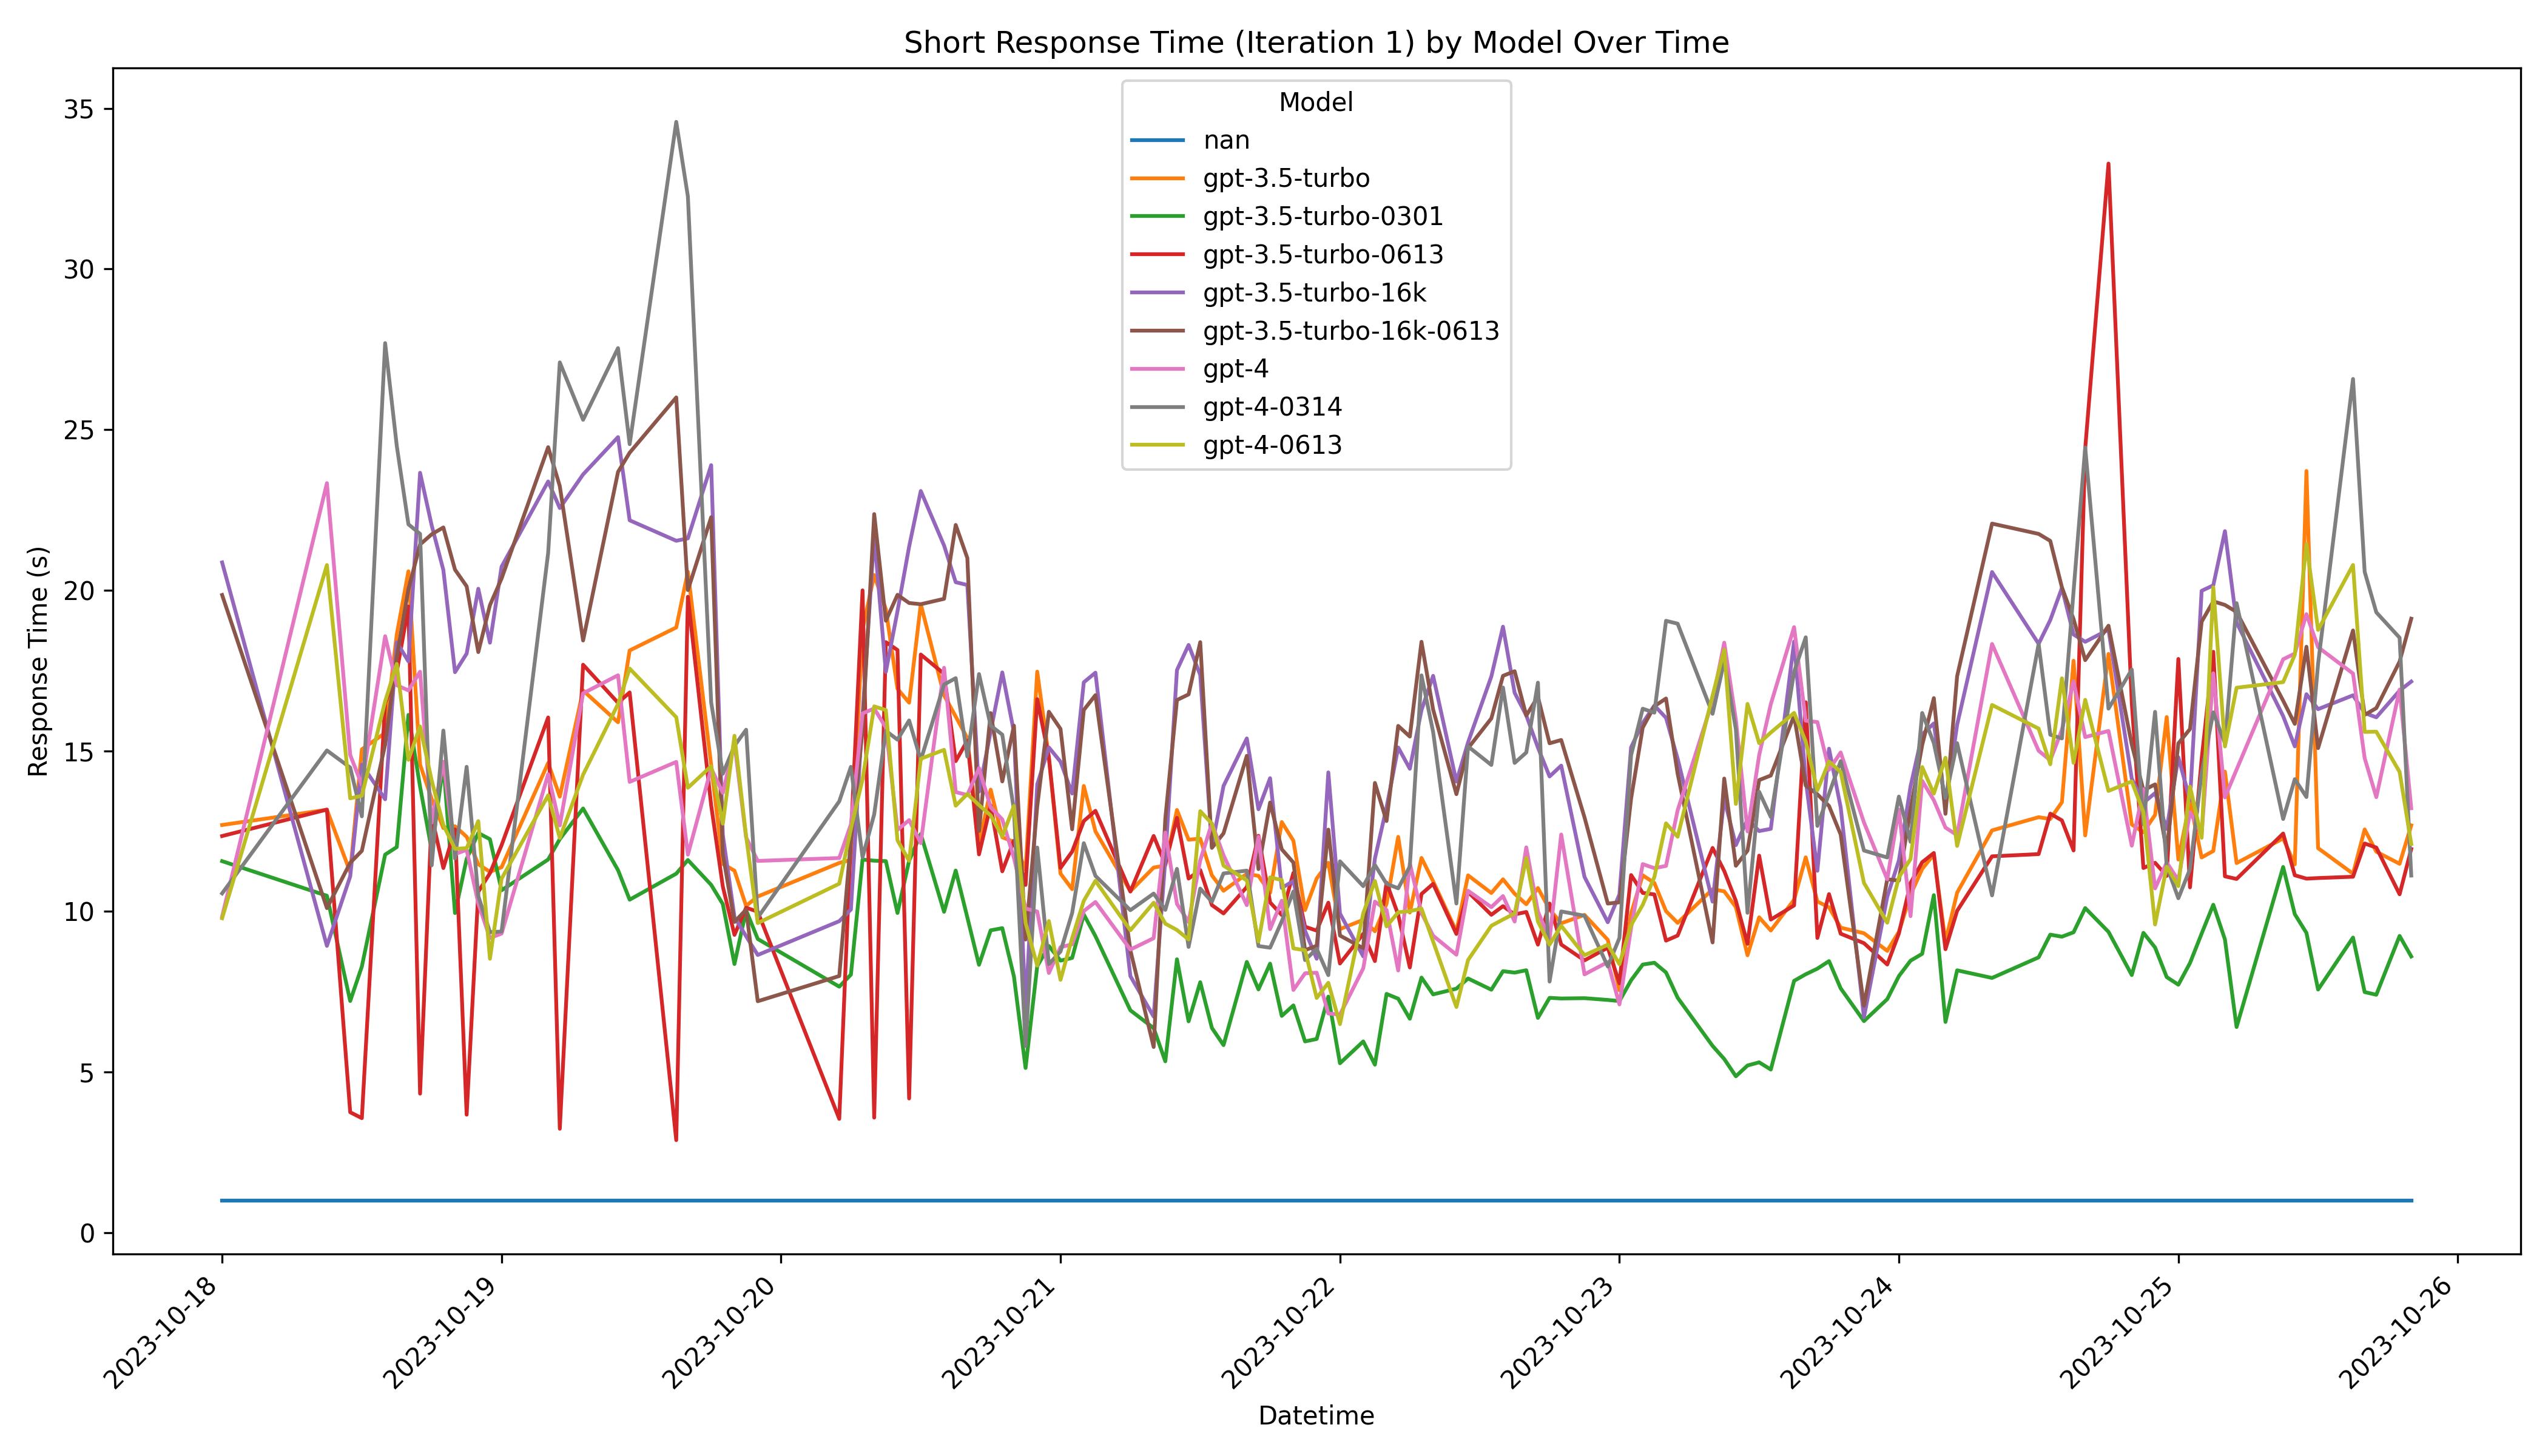 Short Response Time (Iteration 1) by Model Over Time
Model
nan
gpt-3.5-turbo
gpt-3.5-turbo-0301
gpt-3.5-turbo-0613
gpt-3.5-turbo-16k
gpt-3.5-turbo-16k-0613
gpt-4
gpt-4-0314
gpt-4-0613
Response Time (s)
35
30
25
20
15
10
5
0
2023-10-18
2023-10-19
2023-10-20
2023-10-21
2023-10-22
2023-10-23
2023-10-24
2023-10-25
2023-10-26
Datetime